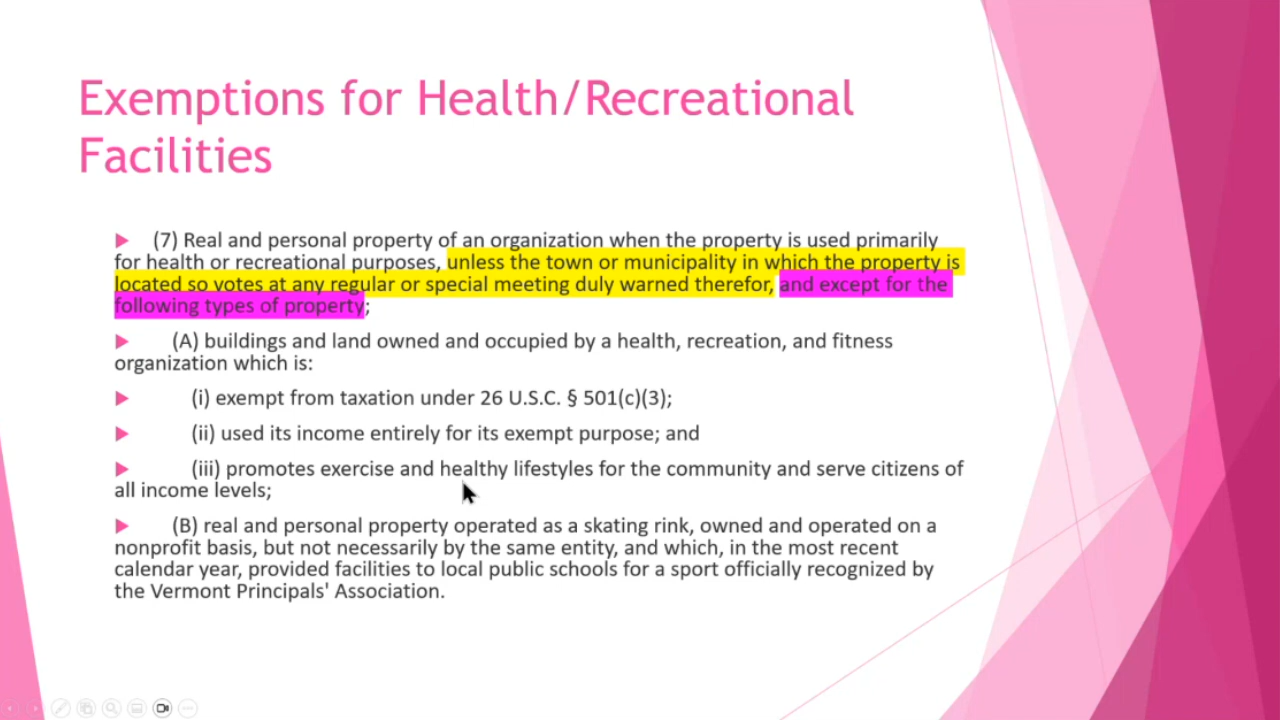 Exemptions for Health/Recreational
Facilities
(7) Real and personal property of an organization when the property is used primarily
for health or recreational purposes, unless the town or municipality in which the property is
located so votes at any regular or special meeting duly warned therefor, and except for the
following types of property;
(A) buildings and land owned and occupied by a health, recreation, and fitness
organization which is:
(i) exempt from taxation under 26 U.S.C. § 501(c)(3);
(ii) used its income entirely for its exempt purpose; and
(iii) promotes exercise and healthy lifestyles for the community and serve citizens of
all income levels;
(B) real and personal property operated as a skating rink, owned and operated on a
nonprofit basis, but not necessarily by the same entity, and which, in the most recent
calendar year, provided facilities to local public schools for a sport officially recognized by
the Vermont Principals' Association.